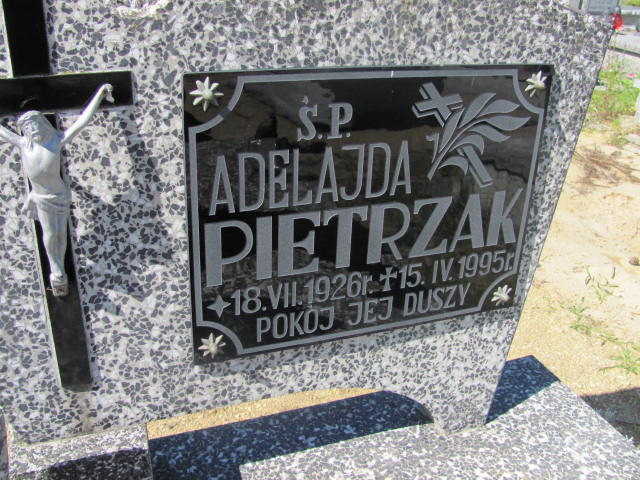 Ś.P.
ADELAJDA
PIETRZAK
18. VII. 1926r. 15. IV. 1995r.
POKÓJ JEJ DUSZY